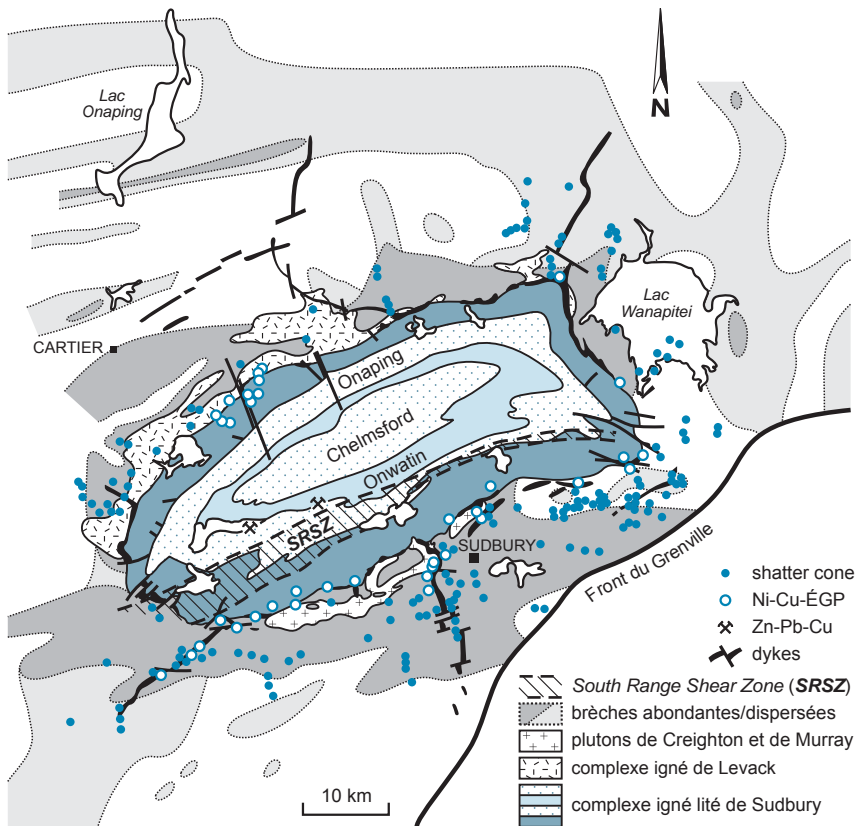 Lac
Onaping
N
Lac
Wanapitei
CARTIER
Onaping
Chelmsford
Onwatin
SRSZ
SUDBURY
Front du Grenville
shatter cone
Ni-Cu-ÉGP
Zn-Pb-Cu
dykes
South Range Shear Zone (SRSZ)
brèches abondantes/dispersées
plutons de Creighton et de Murray
complexe igné de Levack
complexe igné lité de Sudbury
10 km